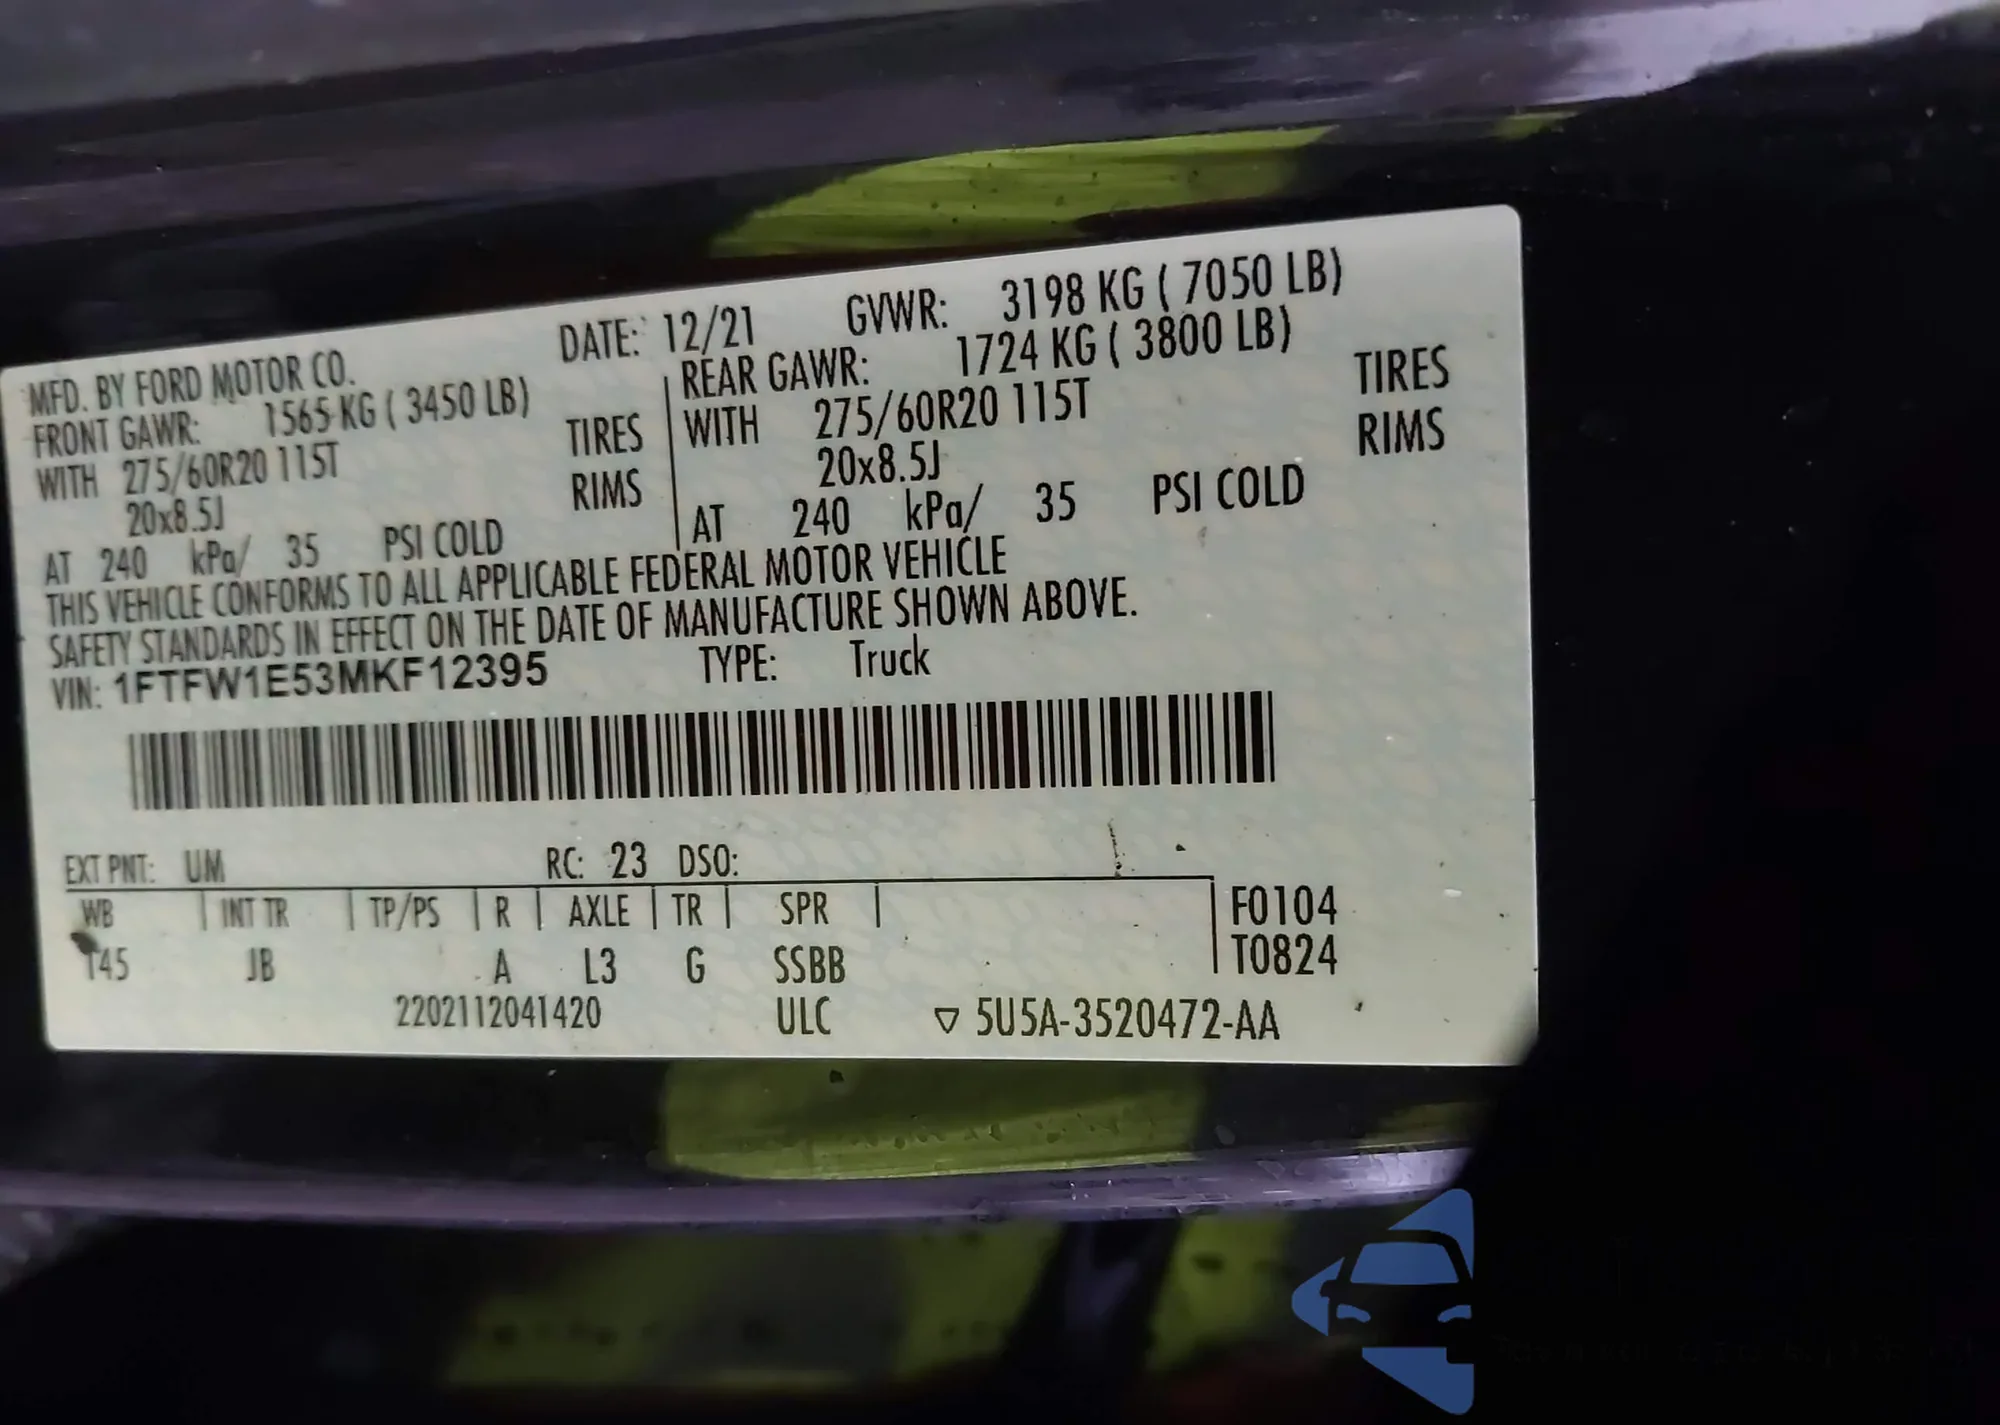 MFD. BY FORD MOTOR CO. DATE: 12/21 GVWR: 3198 KG ( 7050 LB)
FRONT GAWR: 1565 KG ( 3450 LB) REAR GAWR: 1724 KG ( 3800 LB)
WITH 275/60R20 115T TIRES WITH 275/60R20 115T TIRES
20x8.5J RIMS 20x8.5J RIMS
AT 240 kPa/ 35 PSI COLD AT 240 kPa/ 35 PSI COLD
THIS VEHICLE CONFORMS TO ALL APPLICABLE FEDERAL MOTOR VEHICLE
SAFETY STANDARDS IN EFFECT ON THE DATE OF MANUFACTURE SHOWN ABOVE.
VIN: 1FTFW1E53MKF12395 TYPE: Truck
EXT PNT: UM RC: 23 DSO:
WB INT TR TP/PS R AXLE TR SPR F0104
145 JB A L3 G SSBB T0824
2202112041420 ULC ▽ 5U5A-3520472-AA